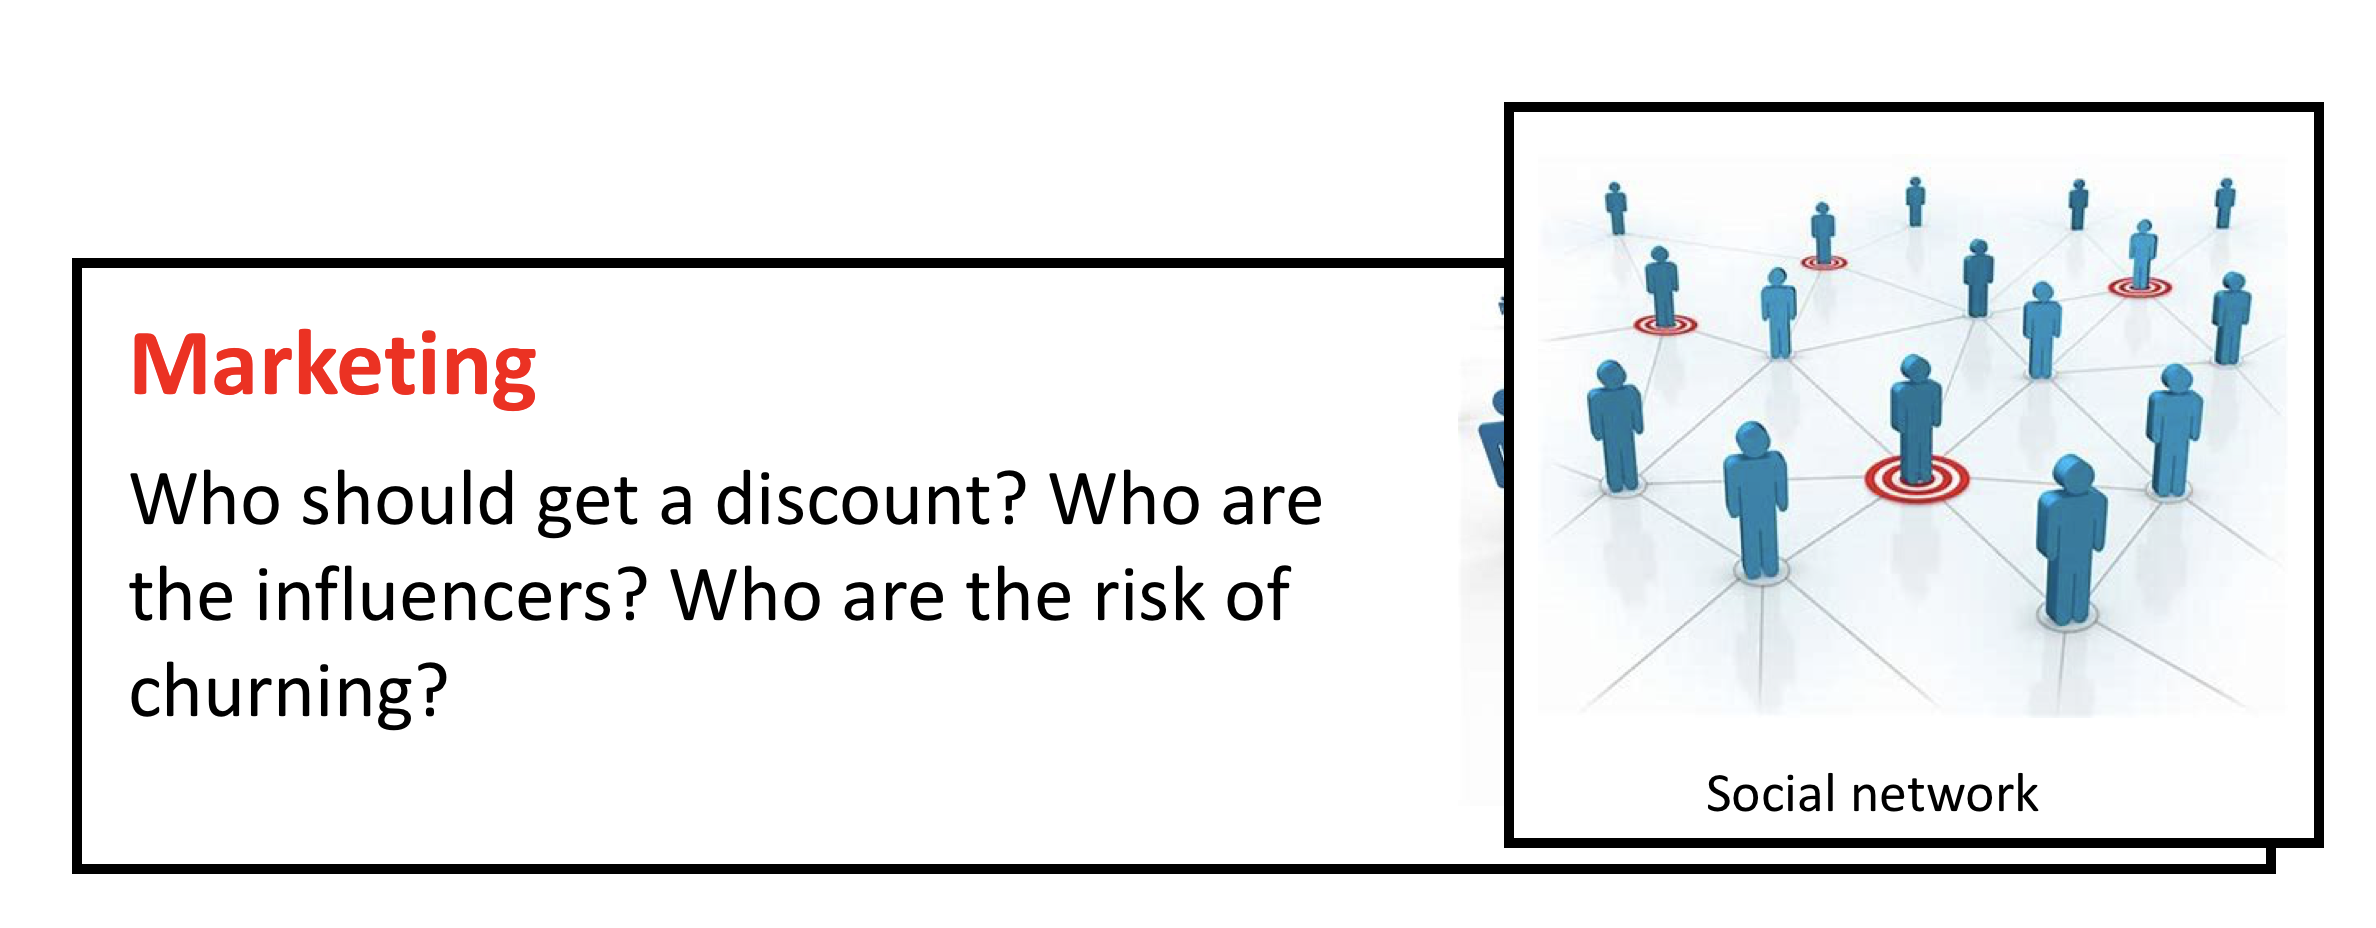 Marketing
Who should get a discount? Who are
the influencers? Who are the risk of
churning?
Social network